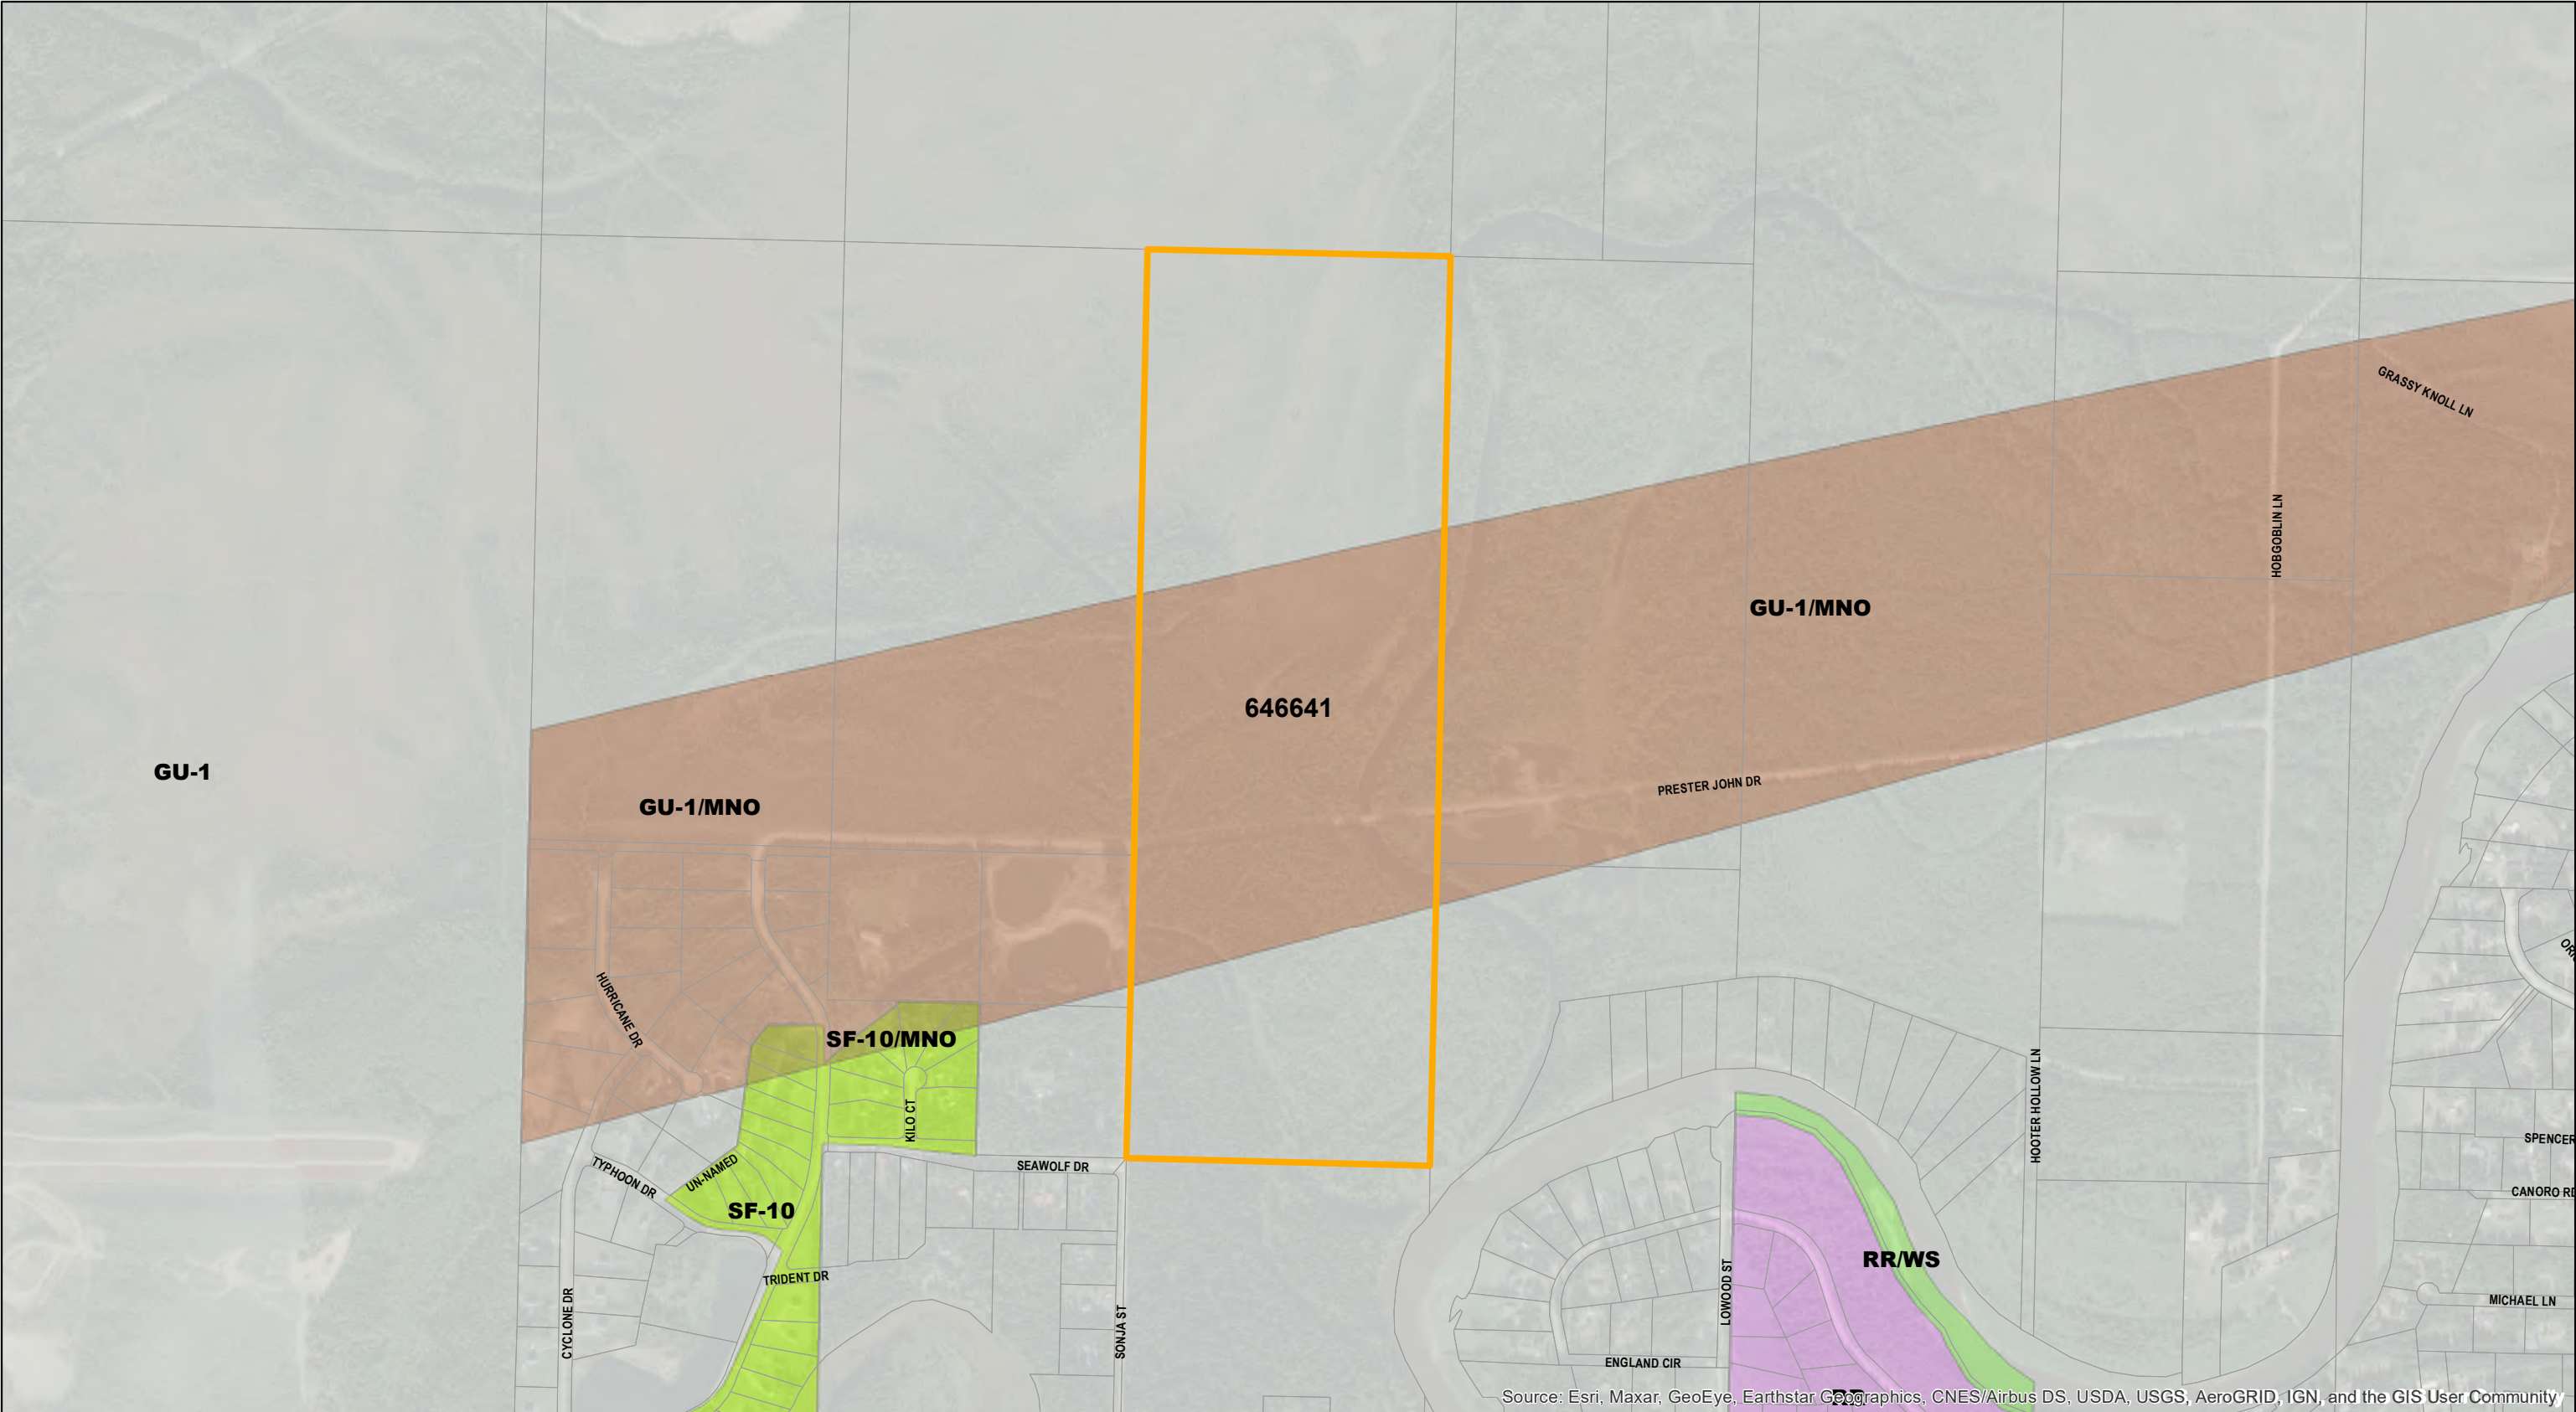 GRASSY KNOLL LN
HOBGOBLIN LN
GU-1/MNO
646641
GU-1
PRESTER JOHN DR
GU-1/MNO
HURRICANE DR
SF-10/MNO
KILO CT
HOOTER HOLLOW LN
SPENCER
UN-NAMED
SEAWOLF DR
TYPHOON DR
CANORO RD
SF-10
RR/WS
TRIDENT DR
LOWOOD ST
MICHAEL LN
CYCLONE DR
SONJA ST
ENGLAND CIR
Source: Esri, Maxar, GeoEye, Earthstar Geographics, CNES/Airbus DS, USDA, USGS, AeroGRID, IGN, and the GIS User Community